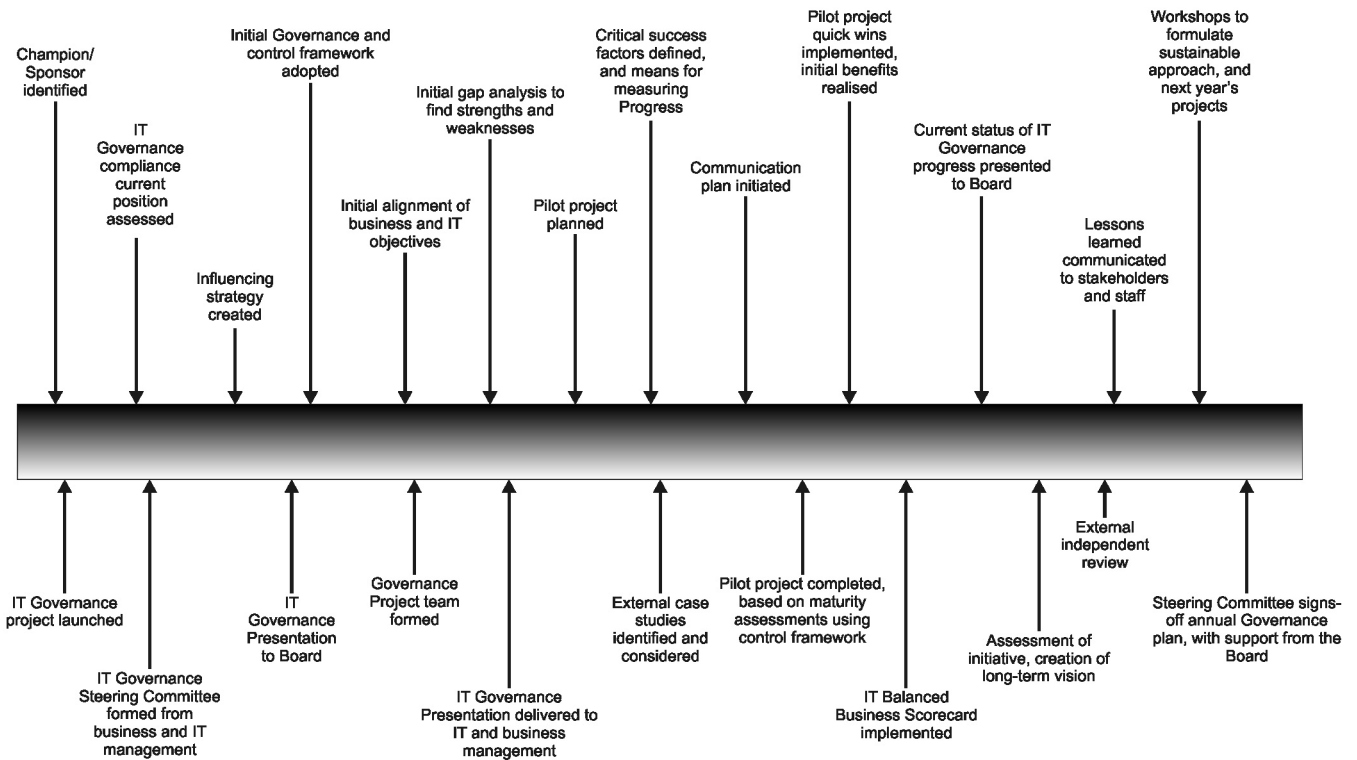 Champion/
Sponsor
identified
IT
Governance
compliance
current
position
assessed
Influencing
strategy
created
Initial Governance and
control framework
adopted
Initial alignment of
business and IT
objectives
Initial gap analysis to
find strengths and
weaknesses
Pilot project
planned
Critical success
factors defined,
and means for
measuring
Progress
Communication
plan initiated
Pilot project
quick wins
implemented,
initial benefits
realised
Current status of IT
Governance
progress presented
to Board
Lessons
learned
communicated
to stakeholders
and staff
Workshops to
formulate
sustainable
approach, and
next year's
projects
IT Governance
project launched
IT Governance
Steering Committee
formed from
business and IT
management
IT
Governance
Presentation
to Board
Governance
Project team
formed
IT Governance
Presentation delivered to
IT and business
management
External case
studies
identified and
considered
Pilot project completed,
based on maturity
assessments using
control framework
IT Balanced
Business Scorecard
implemented
Assessment of
initiative, creation of
long-term vision
External
independent
review
Steering Committee signs-
off annual Governance
plan, with support from the
Board